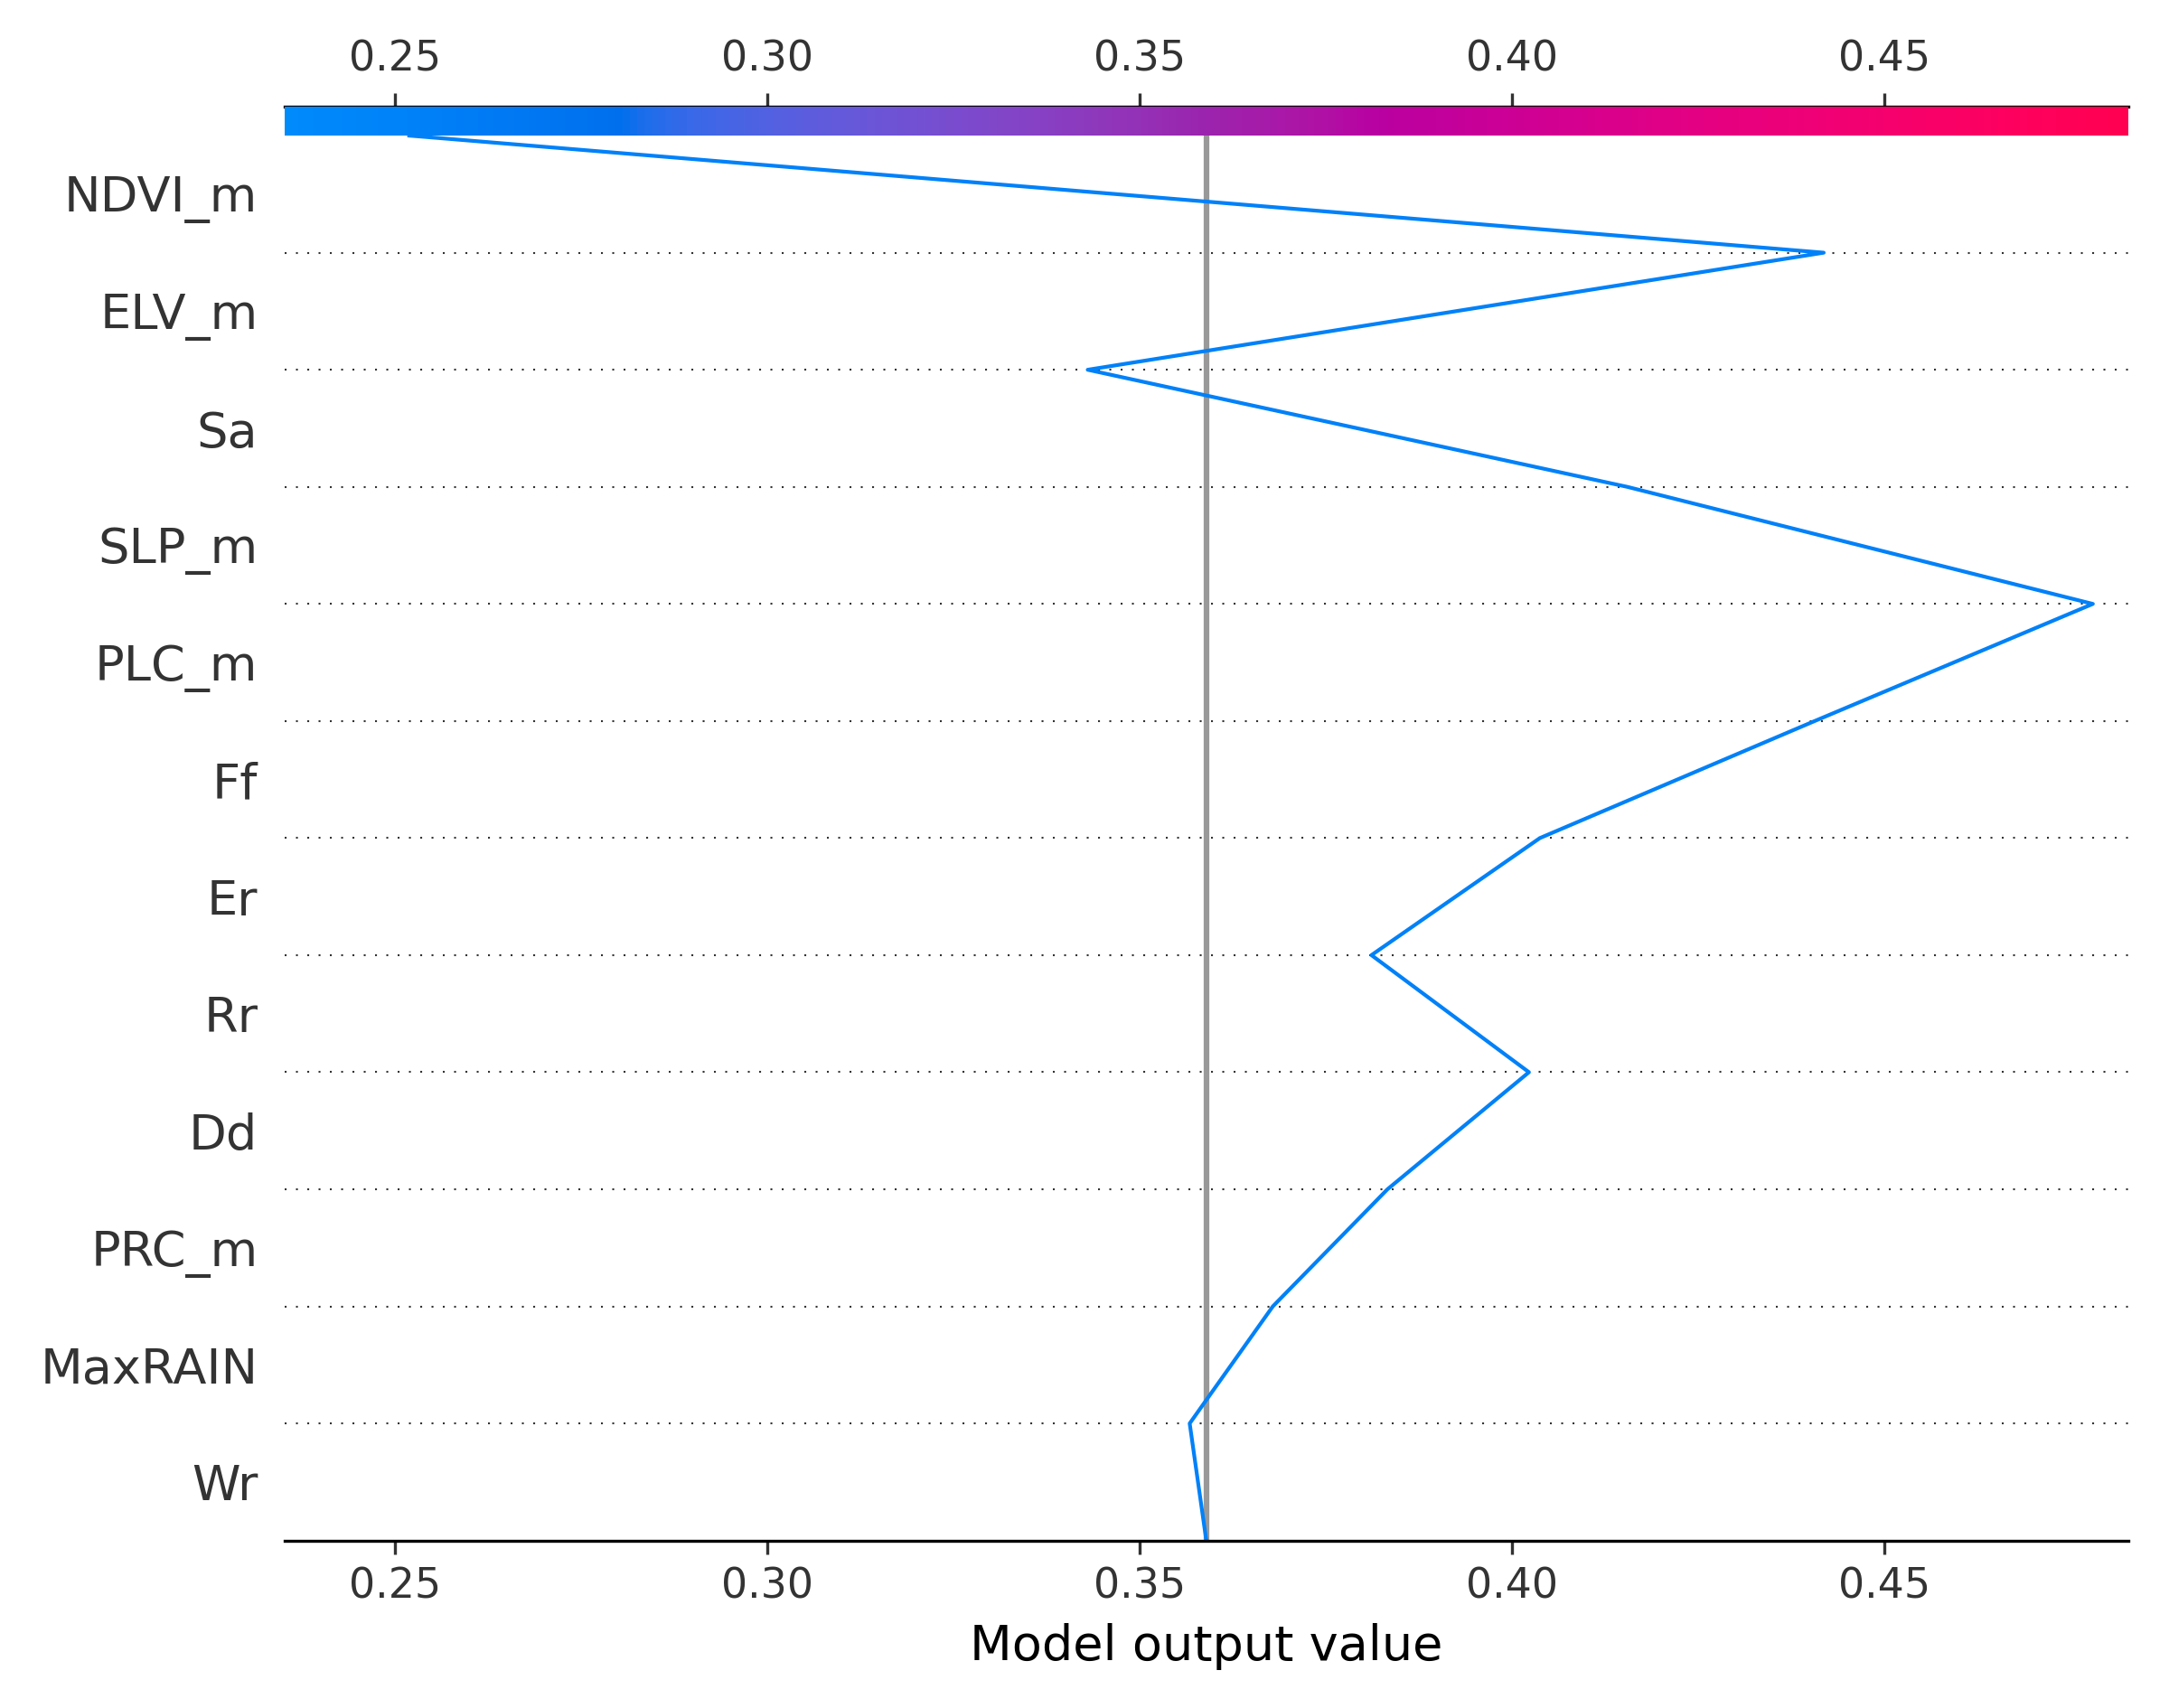 0.25 0.30 0.35 0.40 0.45
NDVI_m
ELV_m
Sa
SLP_m
PLC_m
Ff
Er
Rr
Dd
PRC_m
MaxRAIN
Wr
0.25 0.30 0.35 0.40 0.45
Model output value